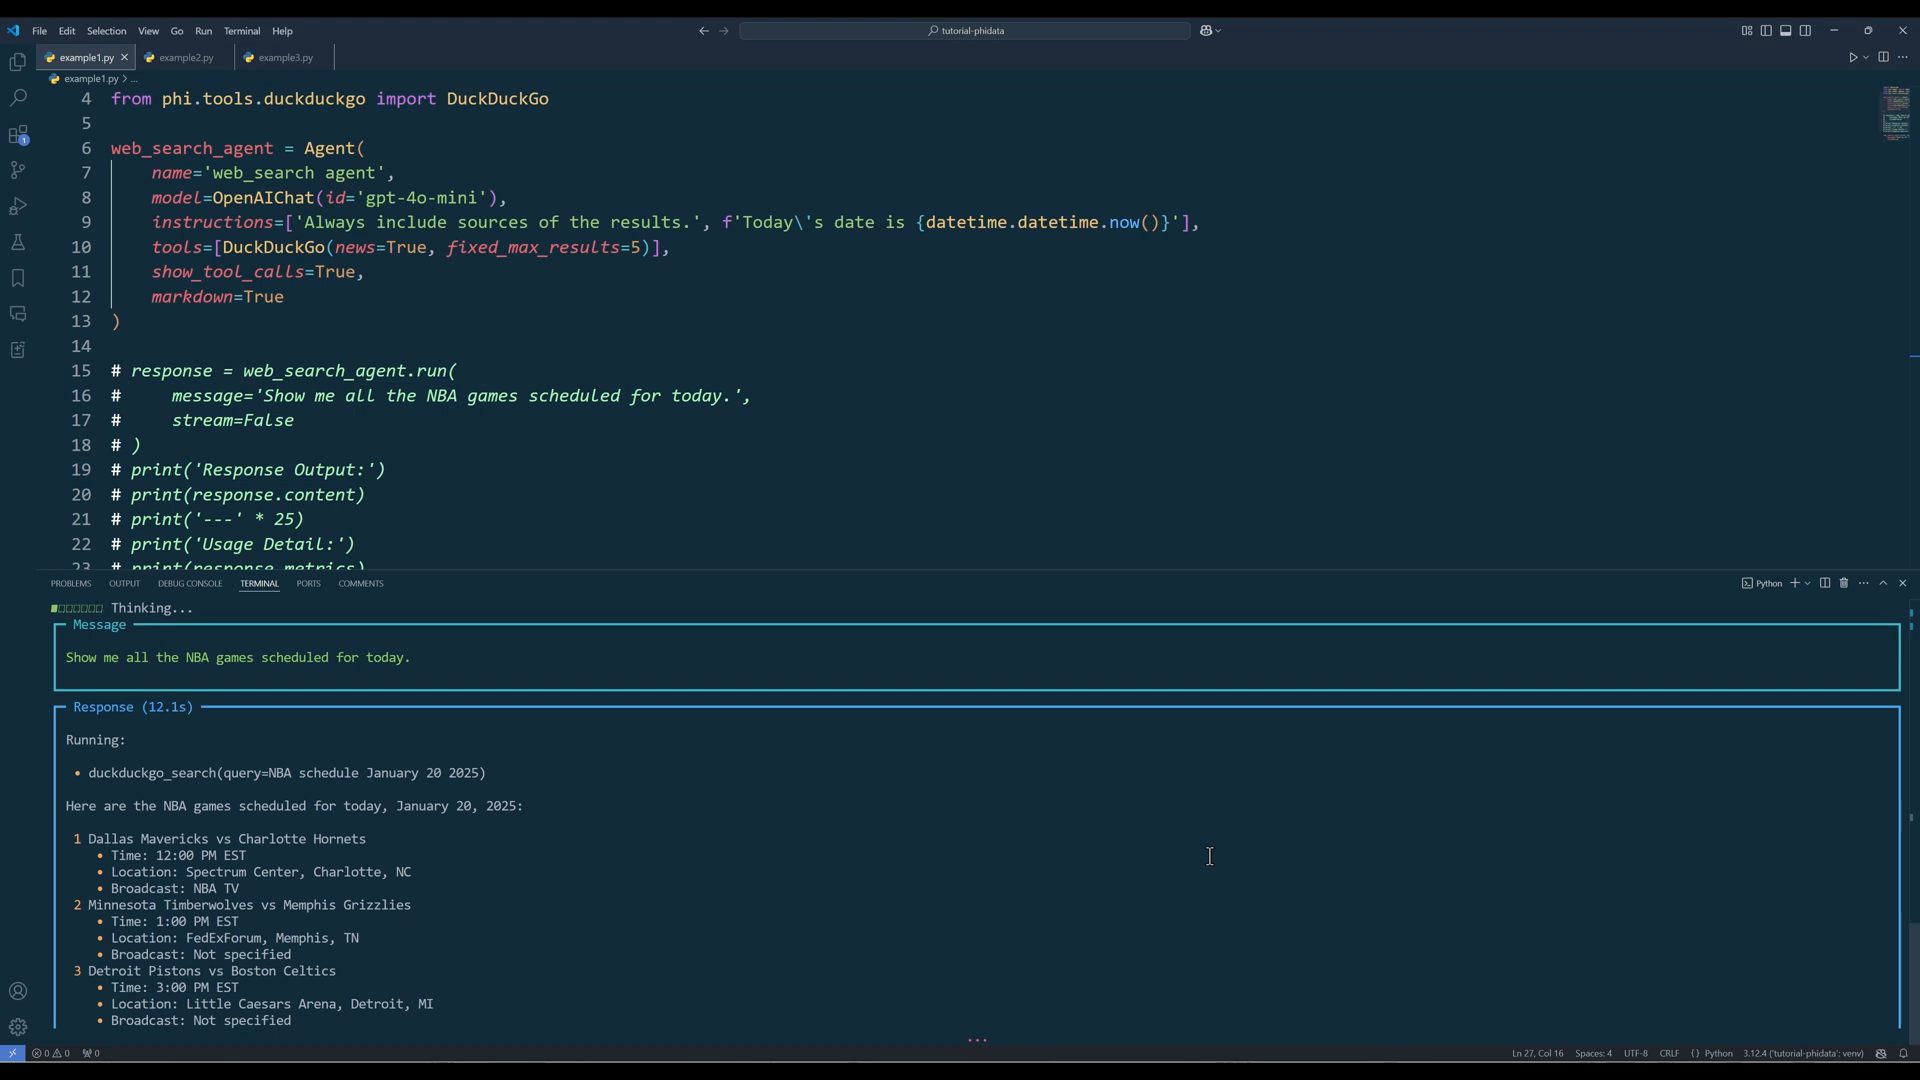 File Edit Selection View Go Run Terminal Help
tutorial-phidata
example1.py example2.py example3.py
example1.py > ...
4 from phi.tools.duckduckgo import DuckDuckGo
5
6 web_search_agent = Agent(
7 name='web_search agent',
8 model=OpenAIChat(id='gpt-4o-mini'),
9 instructions=['Always include sources of the results.', f'Today\'s date is {datetime.datetime.now()}'],
10 tools=[DuckDuckGo(news=True, fixed_max_results=5)],
11 show_tool_calls=True,
12 markdown=True
13 )
14
15 # response = web_search_agent.run(
16 # message='Show me all the NBA games scheduled for today.',
17 # stream=False
18 # )
19 # print('Response Output:')
20 # print(response.content)
21 # print('---' * 25)
22 # print('Usage Detail:')
23 # print(response.metrics)
PROBLEMS OUTPUT DEBUG CONSOLE TERMINAL PORTS COMMENTS
Python
Thinking...
Message
Show me all the NBA games scheduled for today.
Response (12.1s)
Running:
• duckduckgo_search(query=NBA schedule January 20 2025)
Here are the NBA games scheduled for today, January 20, 2025:
1 Dallas Mavericks vs Charlotte Hornets
• Time: 12:00 PM EST
• Location: Spectrum Center, Charlotte, NC
• Broadcast: NBA TV
2 Minnesota Timberwolves vs Memphis Grizzlies
• Time: 1:00 PM EST
• Location: FedExForum, Memphis, TN
• Broadcast: Not specified
3 Detroit Pistons vs Boston Celtics
• Time: 3:00 PM EST
• Location: Little Caesars Arena, Detroit, MI
• Broadcast: Not specified
...
0 0 0 Ln 27, Col 16 Spaces: 4 UTF-8 CRLF {} Python 3.12.4 ('tutorial-phidata': venv)